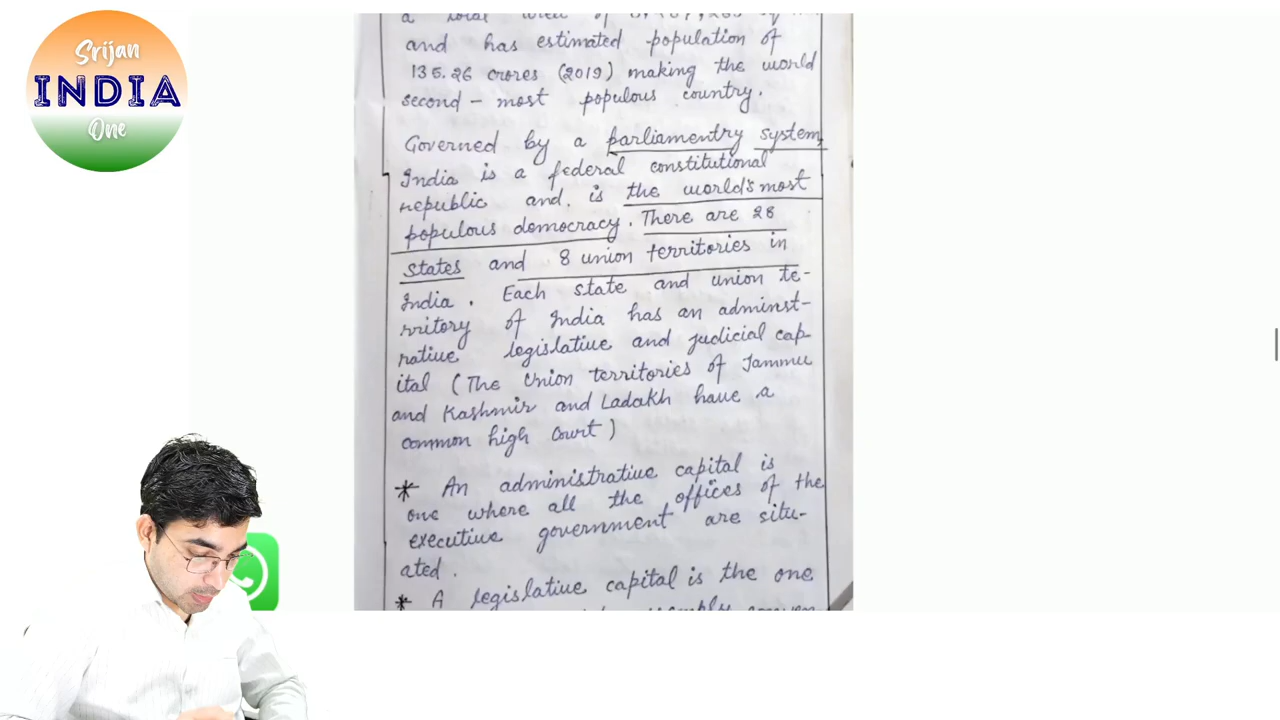 Srijan
INDIA
One
and has estimated population of
135.26 crores (2019) making the world
second - most populous country.
Governed by a parliamentry system,
India is a federal constitutional
republic and. is the world's most
populous democracy. There are 28
states and 8 union territories in
India. Each state and union te-
rritory of India has an adminst-
rative legislative and judicial cap-
ital (The Union territories of Jammu
and Kashmir and Ladakh have a
common high court)
* An administrative capital is
one where all the offices of the
executive government are situ-
ated.
* A legislative capital is the one